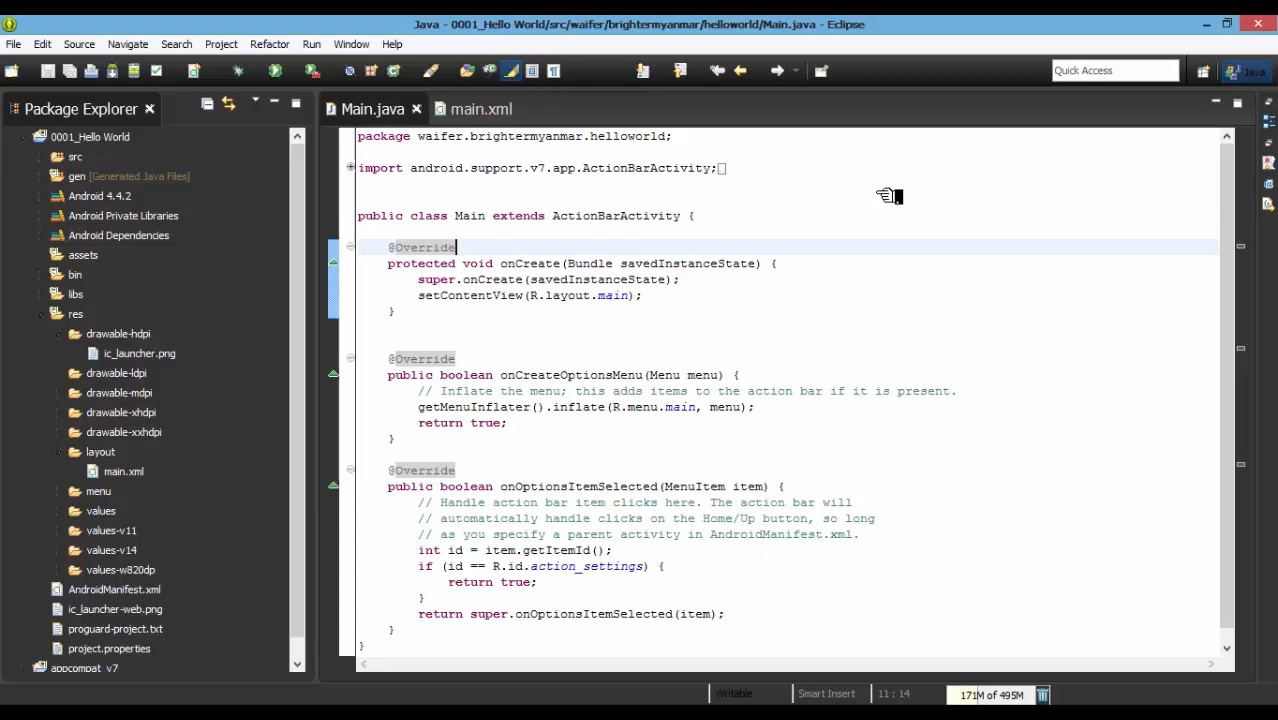 Java - 0001_Hello World/src/waifer/brightermyanmar/helloworld/Main.java - Eclipse
File Edit Source Navigate Search Project Refactor Run Window Help
Quick Access
Java
Package Explorer
Main.java
main.xml
0001_Hello World
src
gen [Generated Java Files]
Android 4.4.2
Android Private Libraries
Android Dependencies
assets
bin
libs
res
drawable-hdpi
ic_launcher.png
drawable-ldpi
drawable-mdpi
drawable-xhdpi
drawable-xxhdpi
layout
main.xml
menu
values
values-v11
values-v14
values-w820dp
AndroidManifest.xml
ic_launcher-web.png
proguard-project.txt
project.properties
appcompat_v7
package waifer.brightermyanmar.helloworld;
import android.support.v7.app.ActionBarActivity;
public class Main extends ActionBarActivity {
@Override
protected void onCreate(Bundle savedInstanceState) {
super.onCreate(savedInstanceState);
setContentView(R.layout.main);
}
@Override
public boolean onCreateOptionsMenu(Menu menu) {
// Inflate the menu; this adds items to the action bar if it is present.
getMenuInflater().inflate(R.menu.main, menu);
return true;
}
@Override
public boolean onOptionsItemSelected(MenuItem item) {
// Handle action bar item clicks here. The action bar will
// automatically handle clicks on the Home/Up button, so long
// as you specify a parent activity in AndroidManifest.xml.
int id = item.getItemId();
if (id == R.id.action_settings) {
return true;
}
return super.onOptionsItemSelected(item);
}
}
Writable
Smart Insert
11 : 14
171M of 495M